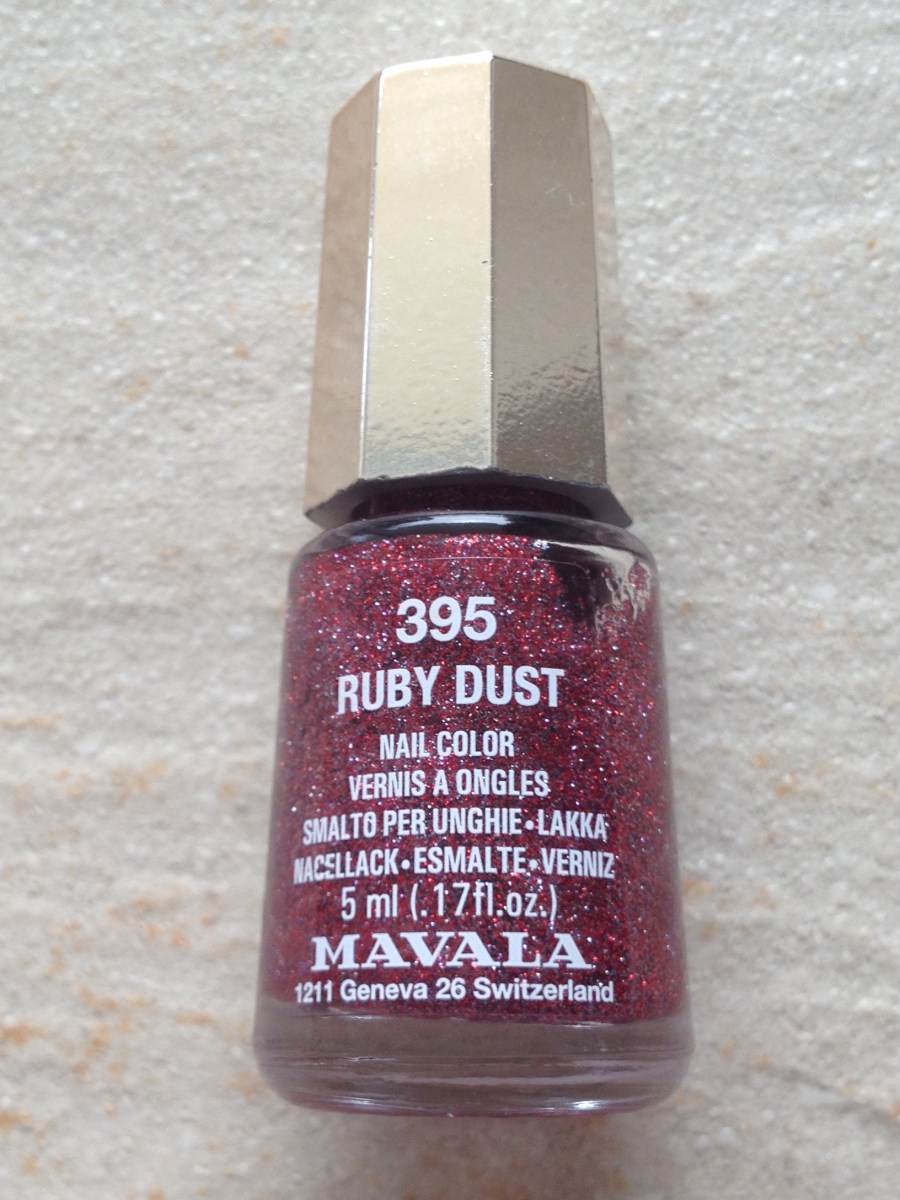 395
RUBY DUST
NAIL COLOR
VERNIS A ONGLES
SMALTO PER UNGHIE•LAKKA
NAGELLACK•ESMALTE•VERNIZ
5 ml (.17fl.oz.)
MAVALA
1211 Geneva 26 Switzerland